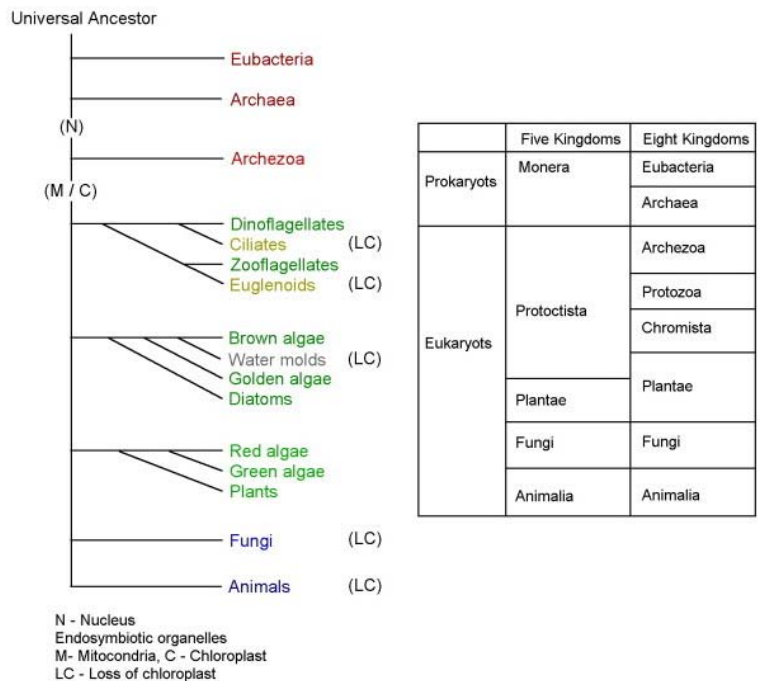 Universal Ancestor
Eubacteria
Archaea
(N)
Archezoa
(M / C)
Dinoflagellates
Ciliates (LC)
Zooflagellates
Euglenoids (LC)
Brown algae
Water molds (LC)
Golden algae
Diatoms
Red algae
Green algae
Plants
Fungi (LC)
Animals (LC)
N - Nucleus
Endosymbiotic organelles
M- Mitocondria, C - Chloroplast
LC - Loss of chloroplast
Five Kingdoms Eight Kingdoms
Prokaryots Monera Eubacteria
Archaea
Eukaryots Protoctista Archezoa
Protozoa
Chromista
Plantae Plantae
Fungi Fungi
Animalia Animalia